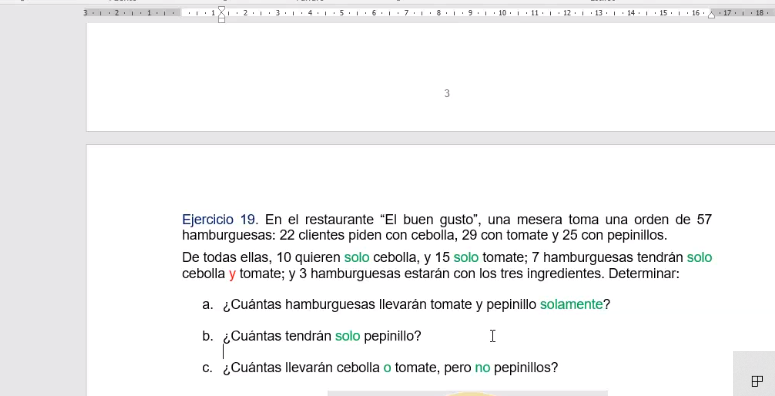 3 2 1 1 2 3 4 5 6 7 8 9 10 11 12 13 14 15 16 17 18
3
Ejercicio 19. En el restaurante “El buen gusto”, una mesera toma una orden de 57
hamburguesas: 22 clientes piden con cebolla, 29 con tomate y 25 con pepinillos.
De todas ellas, 10 quieren solo cebolla, y 15 solo tomate; 7 hamburguesas tendrán solo
cebolla y tomate; y 3 hamburguesas estarán con los tres ingredientes. Determinar:
a. ¿Cuántas hamburguesas llevarán tomate y pepinillo solamente?
b. ¿Cuántas tendrán solo pepinillo?
c. ¿Cuántas llevarán cebolla o tomate, pero no pepinillos?